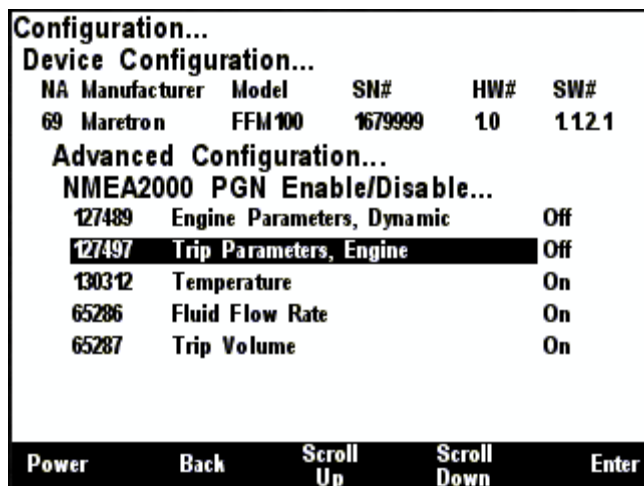 Configuration...
Device Configuration...
NA Manufacturer Model SN# HW# SW#
69 Maretron FFM100 1679999 1.0 1.1.2.1
Advanced Configuration...
NMEA2000 PGN Enable/Disable...
127489 Engine Parameters, Dynamic Off
127497 Trip Parameters, Engine Off
130312 Temperature On
65286 Fluid Flow Rate On
65287 Trip Volume On
Power Back Scroll Up Scroll Down Enter